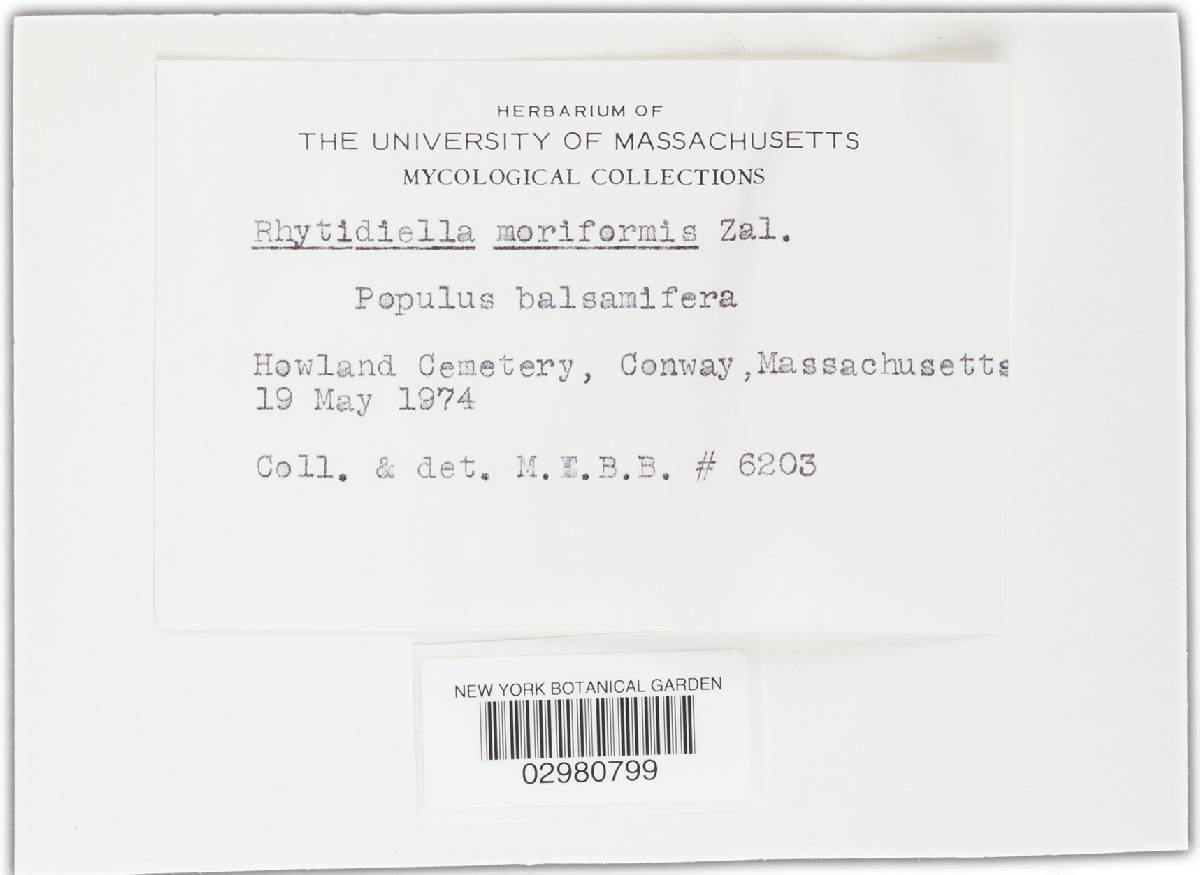 HERBARIUM OF
THE UNIVERSITY OF MASSACHUSETTS
MYCOLOGICAL COLLECTIONS
Rhytidiella moriformis Zal.
Populus balsamifera
Howland Cemetery, Conway, Massachusetts
19 May 1974
Coll. & det. M.E.B.B. # 6203
NEW YORK BOTANICAL GARDEN
02980799